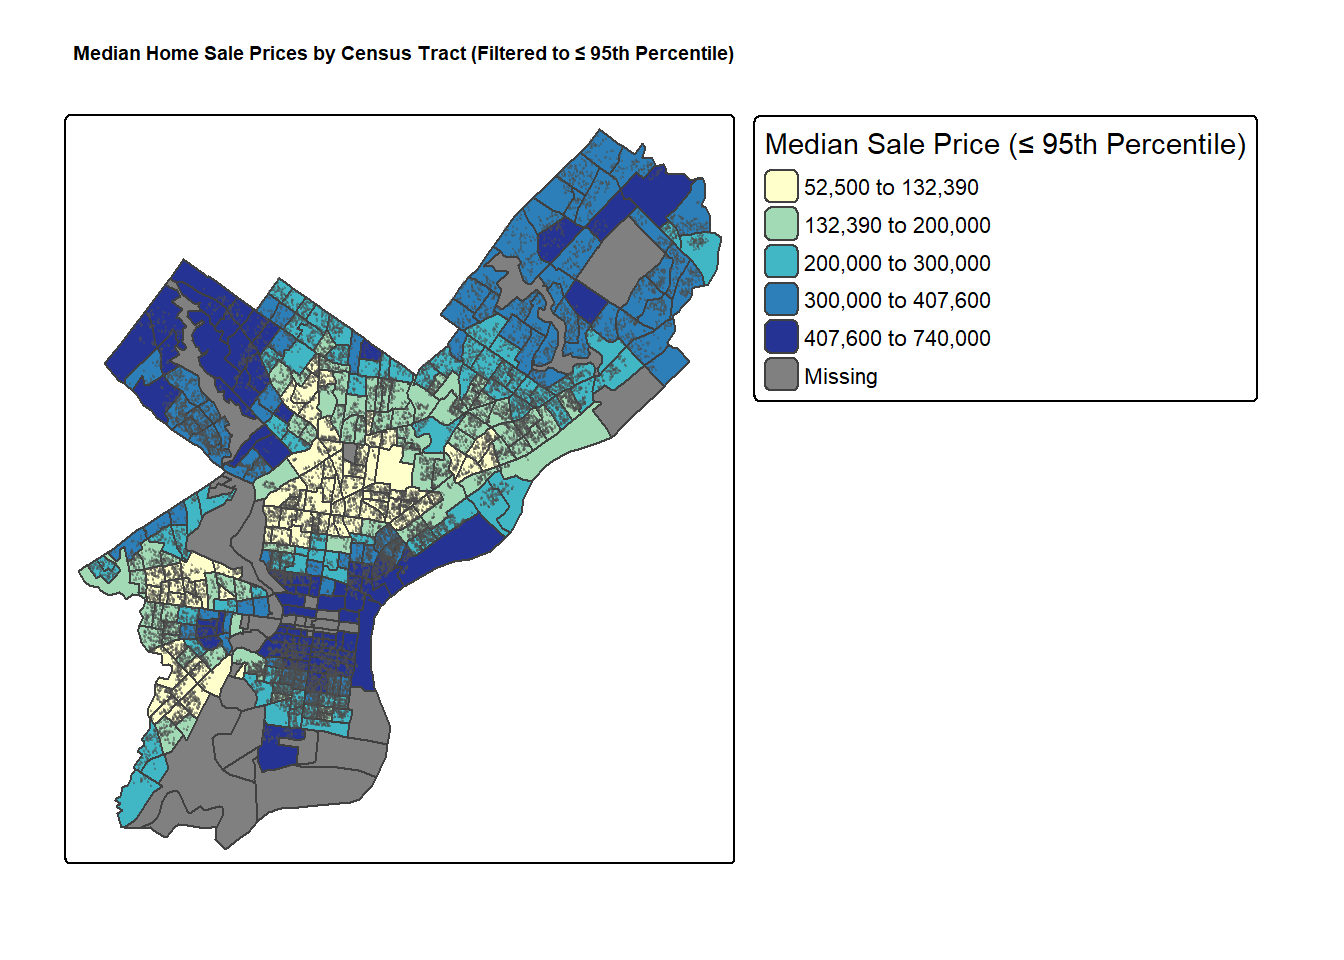 Median Home Sale Prices by Census Tract (Filtered to ≤ 95th Percentile)
Median Sale Price (≤ 95th Percentile)
52,500 to 132,390
132,390 to 200,000
200,000 to 300,000
300,000 to 407,600
407,600 to 740,000
Missing